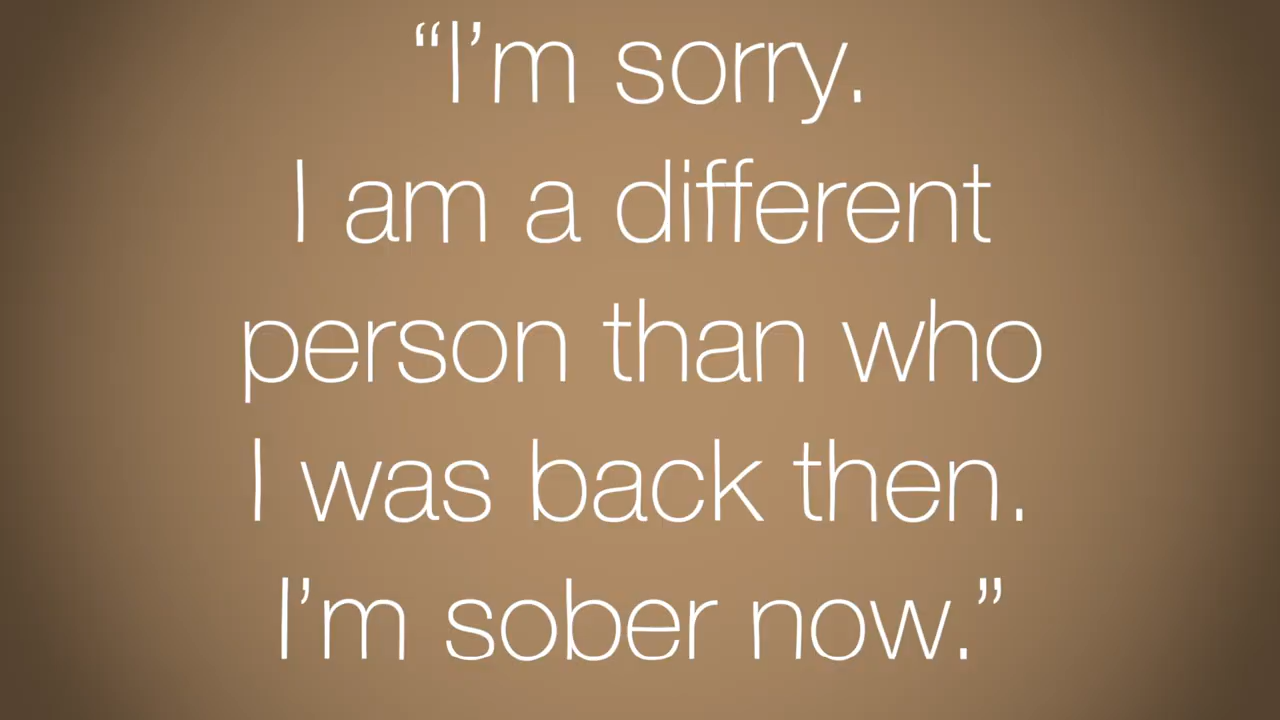 “I’m sorry.
I am a different
person than who
I was back then.
I’m sober now.”